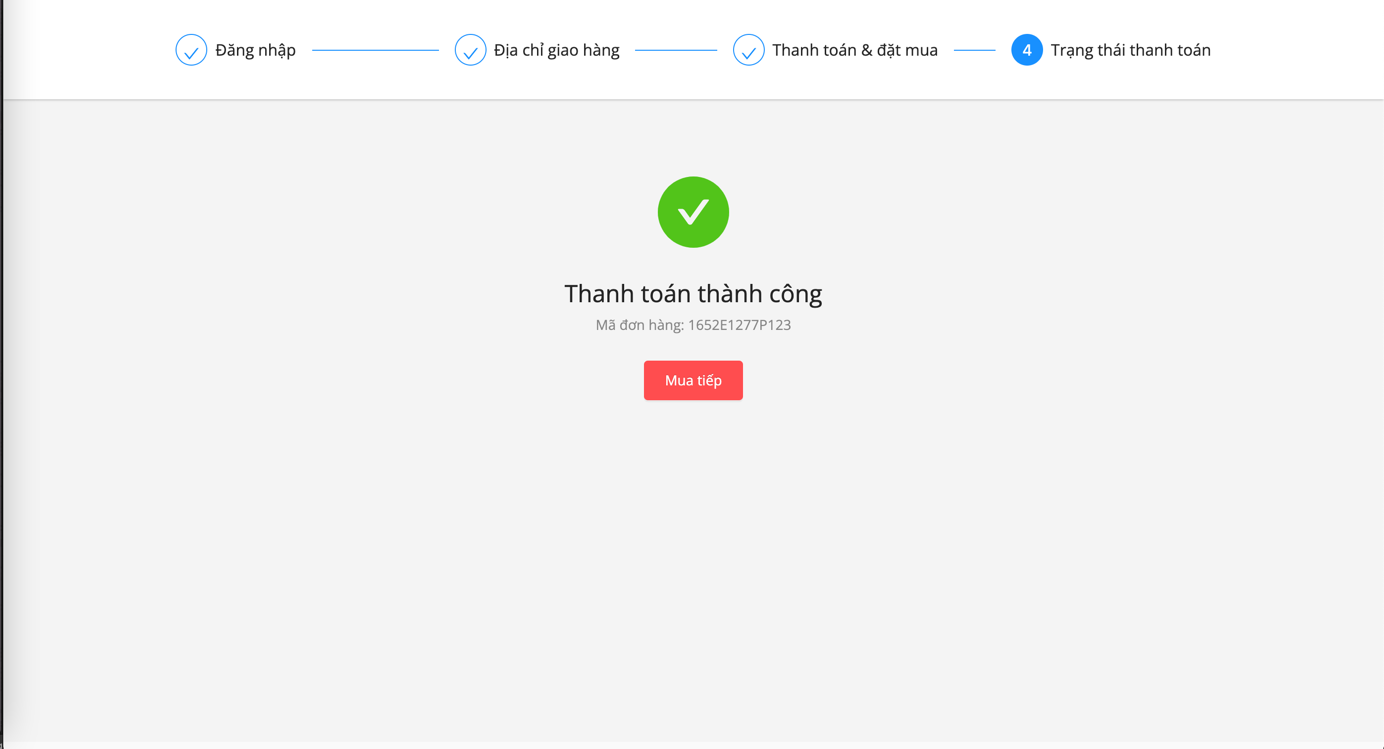 Đăng nhập
Địa chỉ giao hàng
Thanh toán & đặt mua
4 Trạng thái thanh toán
Thanh toán thành công
Mã đơn hàng: 1652E1277P123
Mua tiếp